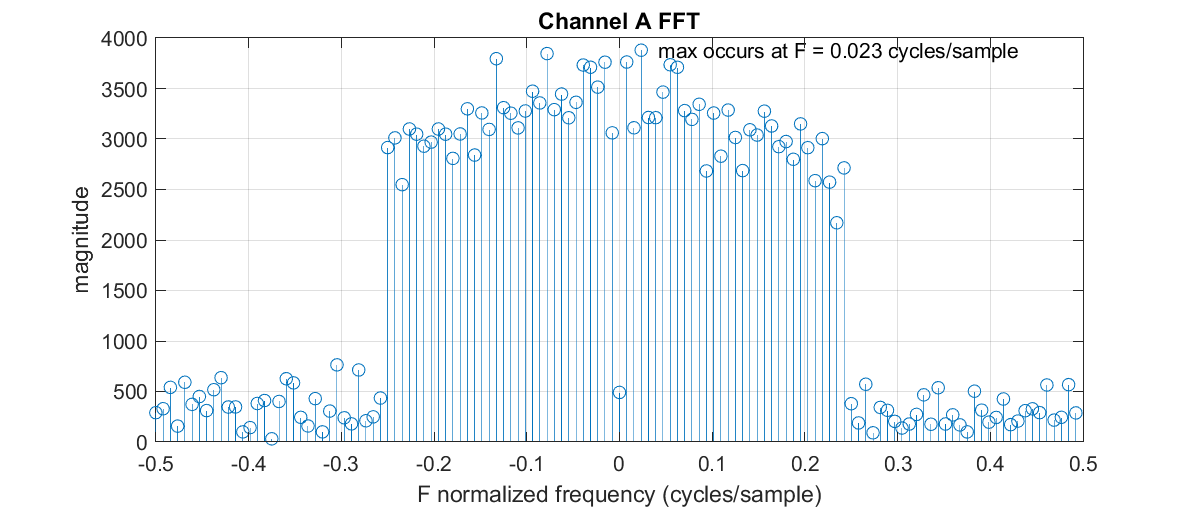 Channel A FFT
max occurs at F = 0.023 cycles/sample
4000
3500
3000
2500
2000
1500
1000
500
0
magnitude
-0.5 -0.4 -0.3 -0.2 -0.1 0 0.1 0.2 0.3 0.4 0.5
F normalized frequency (cycles/sample)